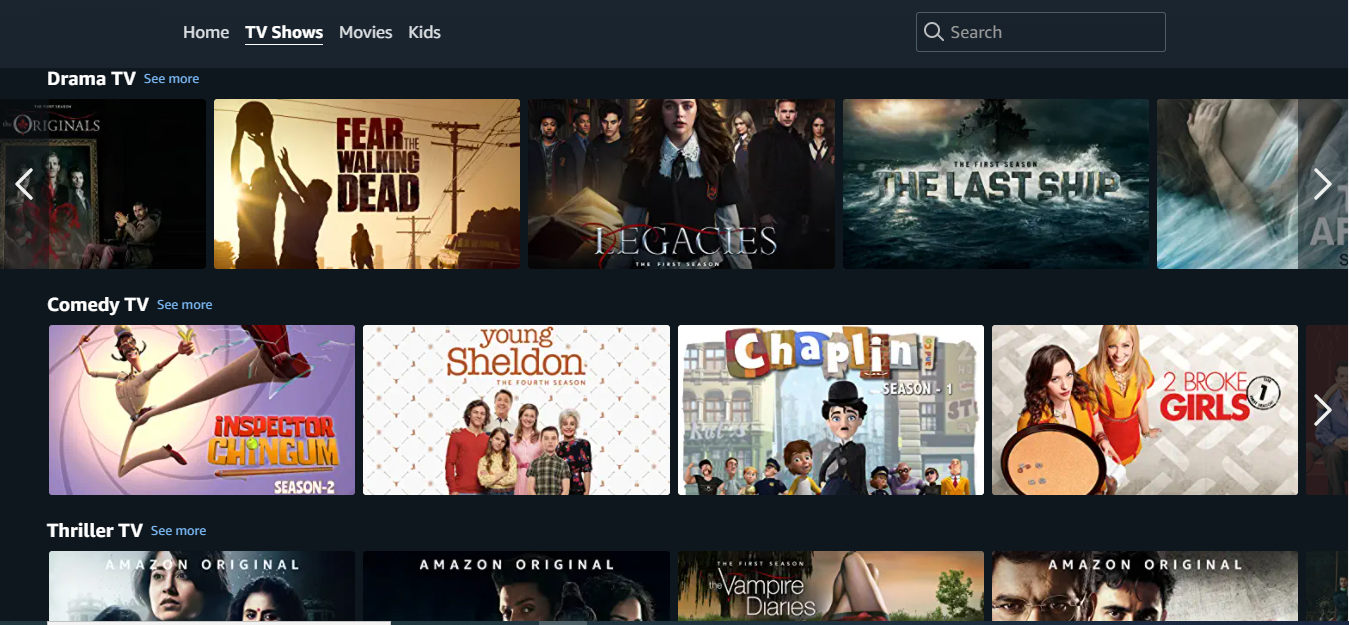 Home TV Shows Movies Kids Search
Drama TV See more
THE FIRST SEASON
the ORIGINALS
FEAR THE
WALKING
DEAD
LEGACIES
THE FIRST SEASON
THE FIRST SEASON
THE LAST SHIP
Comedy TV See more
INSPECTOR
CHINGUM
SEASON-2
young
Sheldon
THE FOURTH SEASON
Chaplin and Co
SEASON - 1
2 BROKE
GIRLS
1
Thriller TV See more
AMAZON ORIGINAL
AMAZON ORIGINAL
THE FIRST SEASON
the Vampire
Diaries
AMAZON ORIGINAL